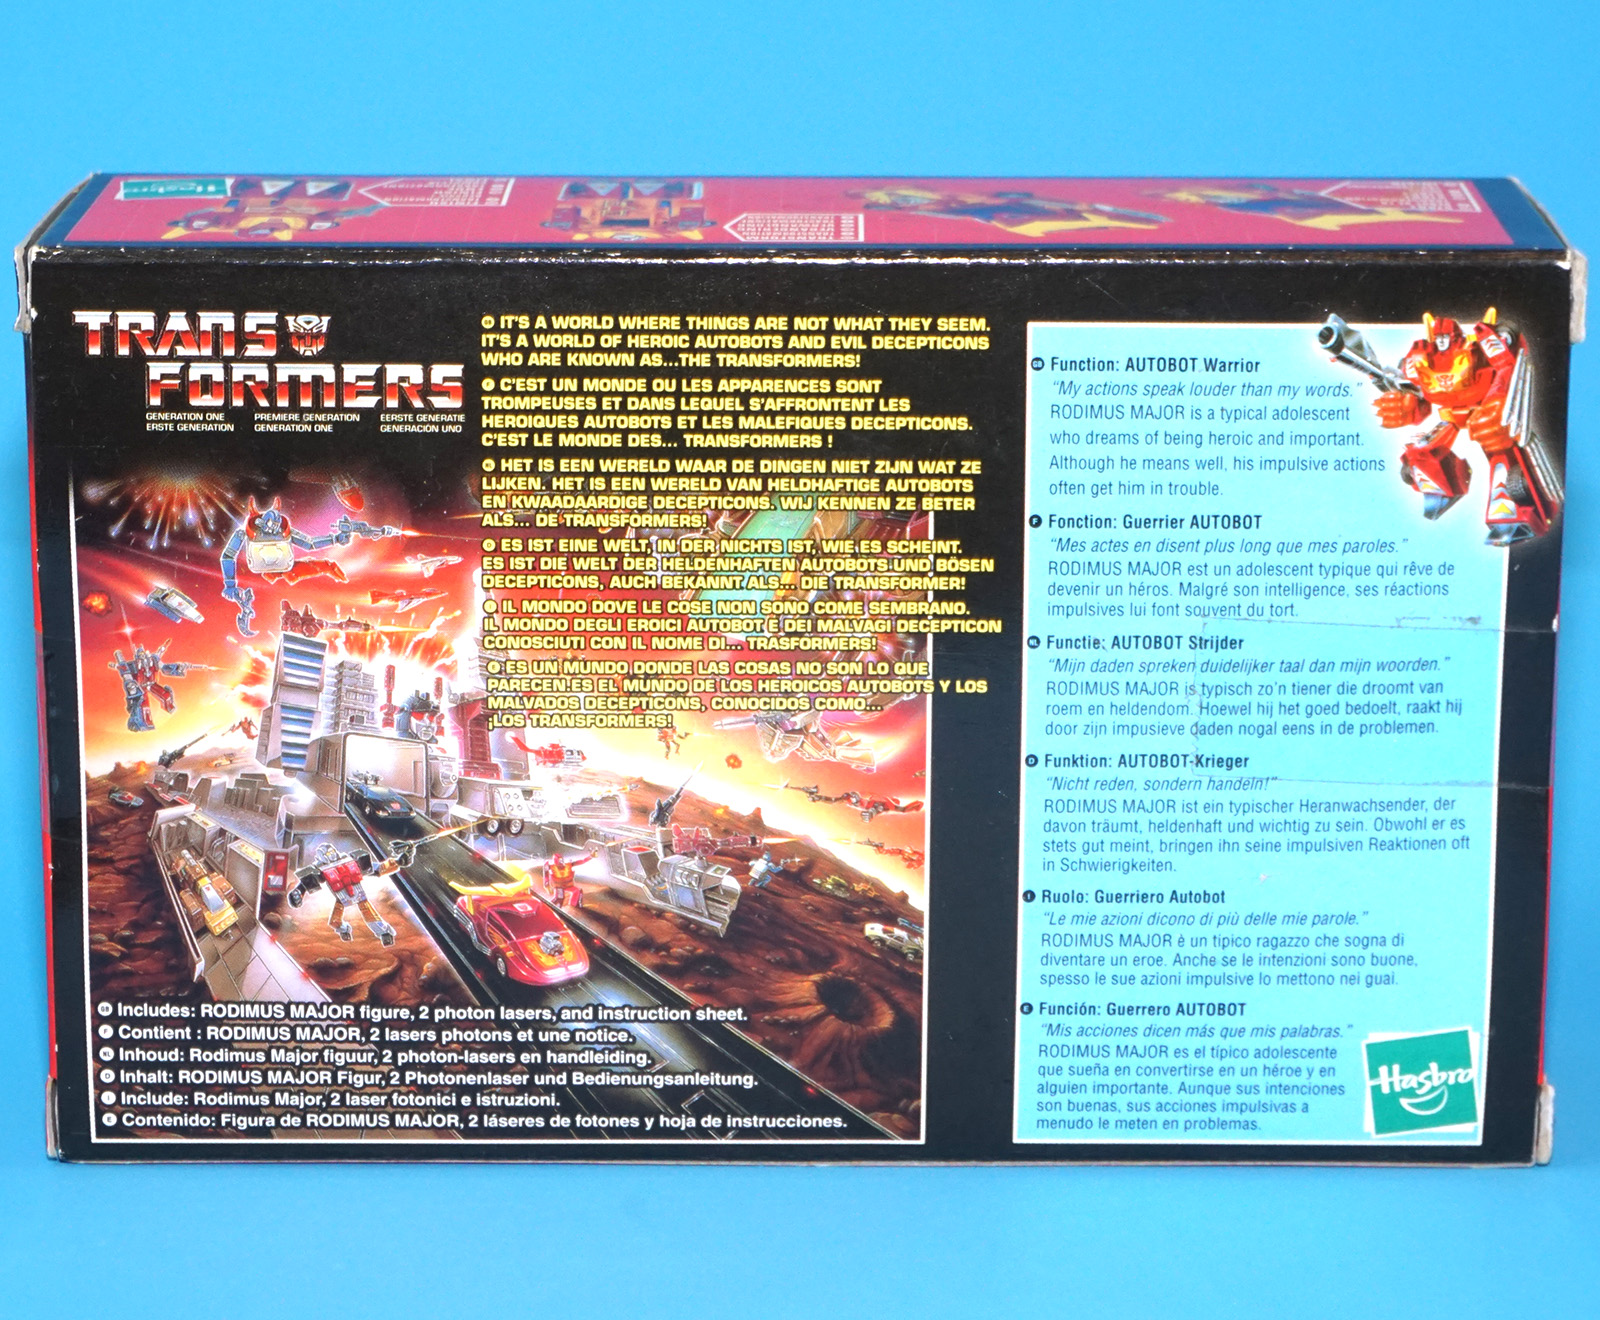 Hasbro
TRANSFORMERS
GENERATION ONE PREMIERE GENERATION EERSTE GENERATIE
ERSTE GENERATION GENERATION ONE GENERACIÓN UNO
GB IT'S A WORLD WHERE THINGS ARE NOT WHAT THEY SEEM.
IT'S A WORLD OF HEROIC AUTOBOTS AND EVIL DECEPTICONS
WHO ARE KNOWN AS...THE TRANSFORMERS!
F C'EST UN MONDE OU LES APPARENCES SONT
TROMPEUSES ET DANS LEQUEL S'AFFRONTENT LES
HEROIQUES AUTOBOTS ET LES MALEFIQUES DECEPTICONS.
C'EST LE MONDE DES... TRANSFORMERS !
NL HET IS EEN WERELD WAAR DE DINGEN NIET ZIJN WAT ZE
LIJKEN. HET IS EEN WERELD VAN HELDHAFTIGE AUTOBOTS
EN KWAADAARDIGE DECEPTICONS. WIJ KENNEN ZE BETER
ALS... DE TRANSFORMERS!
D ES IST EINE WELT, IN DER NICHTS IST, WIE ES SCHEINT.
ES IST DIE WELT DER HELDENHAFTEN AUTOBOTS UND BÖSEN
DECEPTICONS, AUCH BEKANNT ALS... DIE TRANSFORMER!
I IL MONDO DOVE LE COSE NON SONO COME SEMBRANO.
IL MONDO DEGLI EROICI AUTOBOT E DEI MALVAGI DECEPTICON
CONOSCIUTI CON IL NOME DI... TRASFORMERS!
E ES UN MUNDO DONDE LAS COSAS NO SON LO QUE
PARECEN.ES EL MUNDO DE LOS HEROICOS AUTOBOTS Y LOS
MALVADOS DECEPTICONS, CONOCIDOS COMO...
¡LOS TRANSFORMERS!
GB Includes: RODIMUS MAJOR figure, 2 photon lasers, and instruction sheet.
F Contient : RODIMUS MAJOR, 2 lasers photons et une notice.
NL Inhoud: Rodimus Major figuur, 2 photon-lasers en handleiding.
D Inhalt: RODIMUS MAJOR Figur, 2 Photonenlaser und Bedienungsanleitung.
I Include: Rodimus Major, 2 laser fotonici e istruzioni.
E Contenido: Figura de RODIMUS MAJOR, 2 láseres de fotones y hoja de instrucciones.
GB Function: AUTOBOT Warrior
"My actions speak louder than my words."
RODIMUS MAJOR is a typical adolescent
who dreams of being heroic and important.
Although he means well, his impulsive actions
often get him in trouble.
F Fonction: Guerrier AUTOBOT
"Mes actes en disent plus long que mes paroles."
RODIMUS MAJOR est un adolescent typique qui rêve de
devenir un héros. Malgré son intelligence, ses réactions
impulsives lui font souvent du tort.
NL Functie: AUTOBOT Strijder
"Mijn daden spreken duidelijker taal dan mijn woorden."
RODIMUS MAJOR is typisch zo'n tiener die droomt van
roem en heldendom. Hoewel hij het goed bedoelt, raakt hij
door zijn impusieve daden nogal eens in de problemen.
D Funktion: AUTOBOT-Krieger
"Nicht reden, sondern handeln!"
RODIMUS MAJOR ist ein typischer Heranwachsender, der
davon träumt, heldenhaft und wichtig zu sein. Obwohl er es
stets gut meint, bringen ihn seine impulsiven Reaktionen oft
in Schwierigkeiten.
I Ruolo: Guerriero Autobot
"Le mie azioni dicono di più delle mie parole."
RODIMUS MAJOR è un tipico ragazzo che sogna di
diventare un eroe. Anche se le intenzioni sono buone,
spesso le sue azioni impulsive lo mettono nei guai.
E Función: Guerrero AUTOBOT
"Mis acciones dicen más que mis palabras."
RODIMUS MAJOR es el típico adolescente
que sueña en convertirse en un héroe y en
alguien importante. Aunque sus intenciones
son buenas, sus acciones impulsivas a
menudo le meten en problemas.
Hasbro